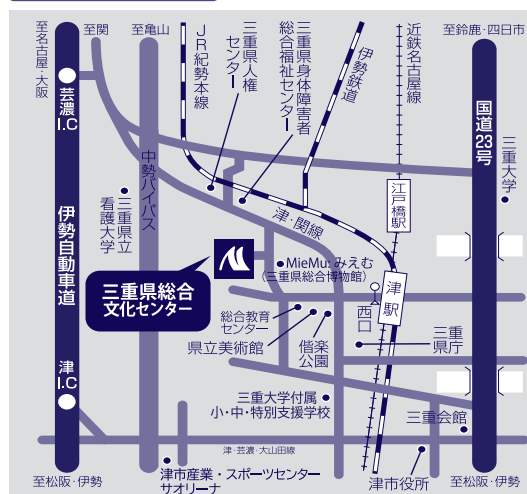 至名古屋・大阪
至関
至亀山
JR紀勢本線
三重県人権
センター
三重県身体障害者
総合福祉センター
伊勢鉄道
近鉄名古屋線
至鈴鹿・四日市
芸濃
I.C
国道23号
三重大学
中勢バイパス
三重県立
看護大学
江戸橋駅
津・関線
伊勢自動車道
MieMu:みえむ
(三重県総合博物館)
三重県総合
文化センター
津駅
西口
総合教育
センター
県立美術館
偕楽
公園
三重
県庁
津
I.C
三重大学付属
小・中・特別支援学校
三重会館
津・芸濃・大山田線
津市産業・スポーツセンター
サオリーナ
津市役所
至松阪・伊勢
至松阪・伊勢